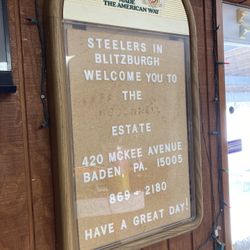 THE AMERICAN WAY
STEELERS IN
BLITZBURGH
WELCOME YOU TO
THE
ESTATE
420 MCKEE AVENUE
BADEN, PA. 15005
869-2180
HAVE A GREAT DAY!